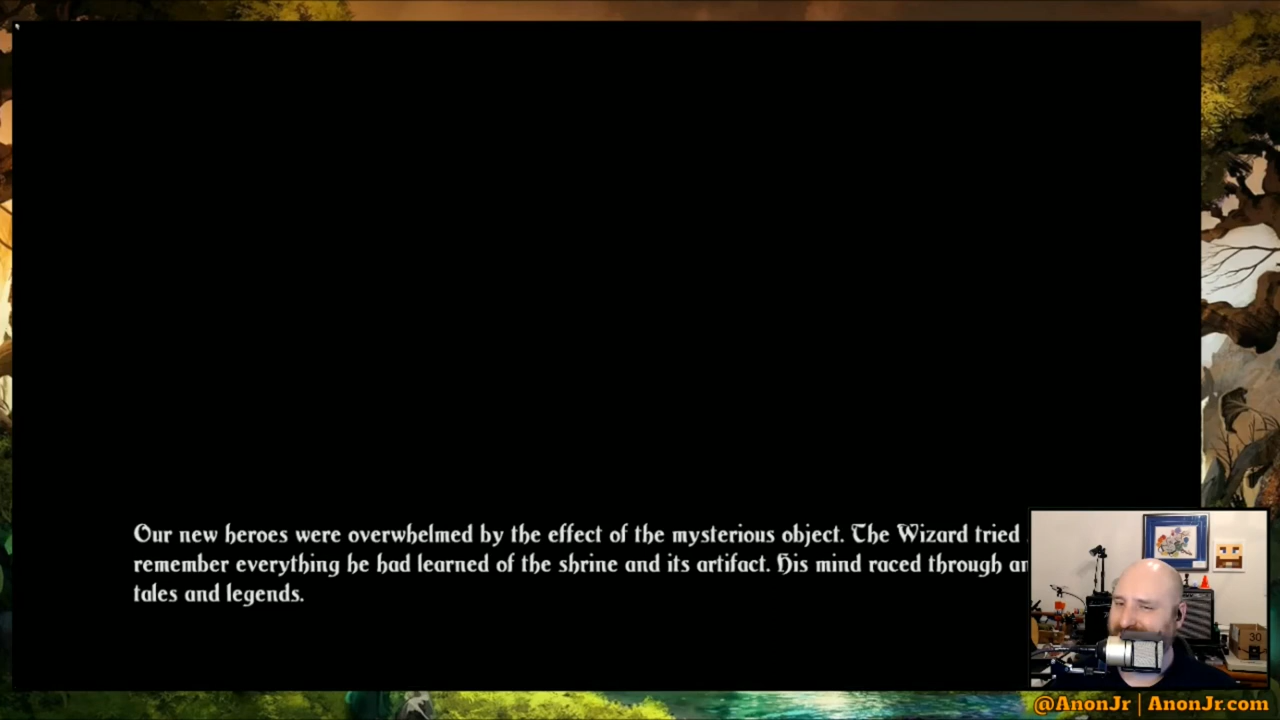 Our new heroes were overwhelmed by the effect of the mysterious object. The Wizard tried
remember everything he had learned of the shrine and its artifact. His mind raced through
tales and legends.
30
@AnonJr | AnonJr.com